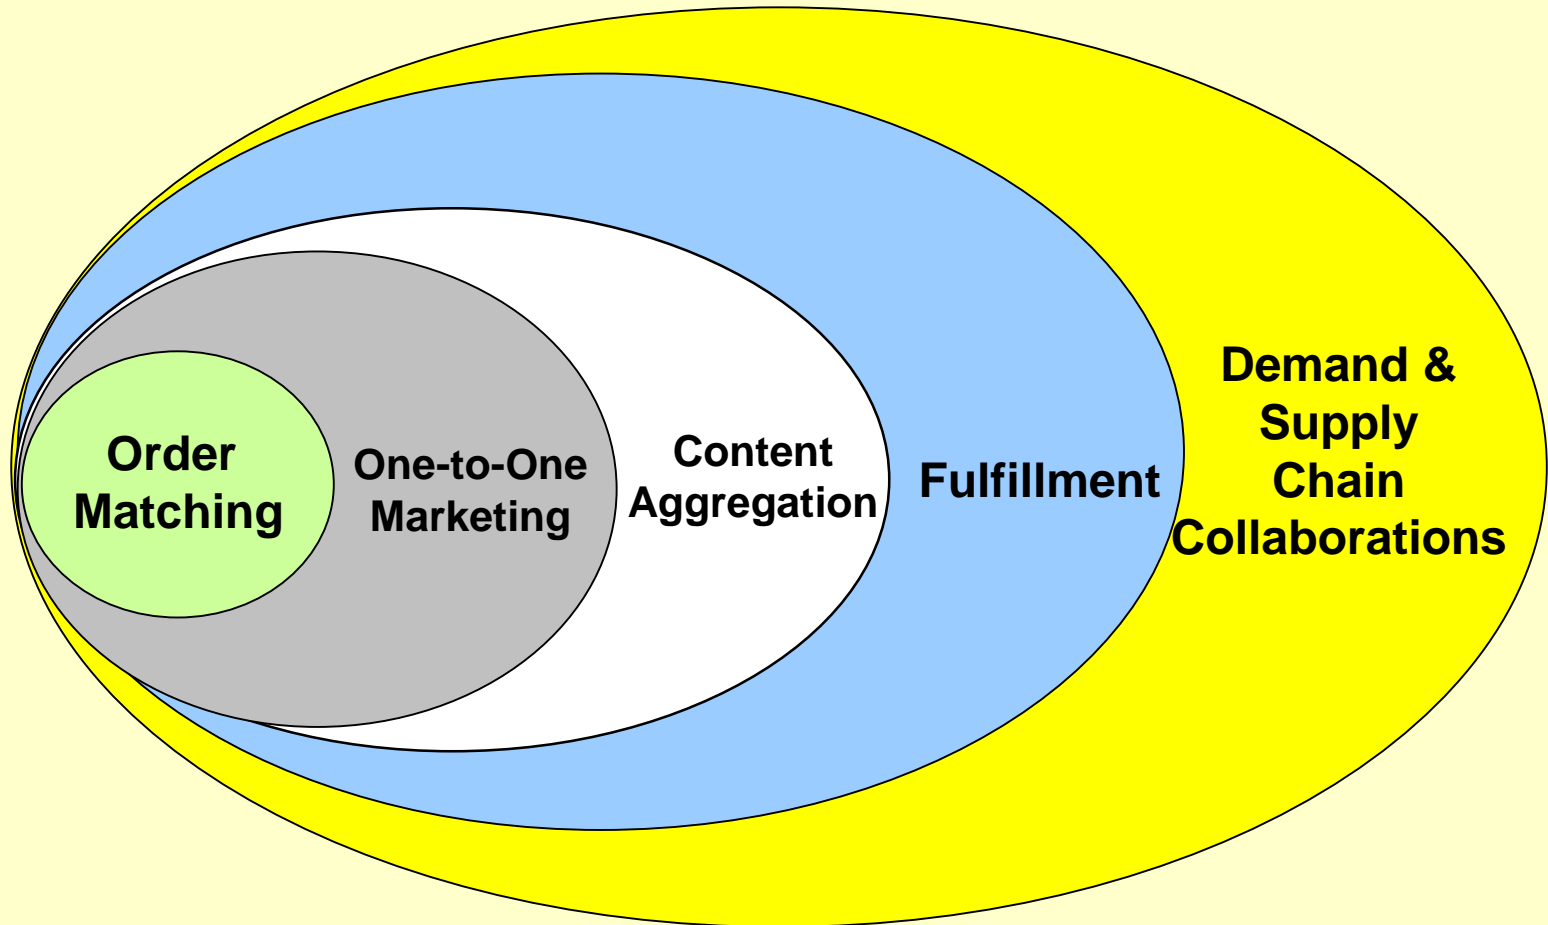 Order
Matching
One-to-One
Marketing
Content
Aggregation
Fulfillment
Demand &
Supply
Chain
Collaborations